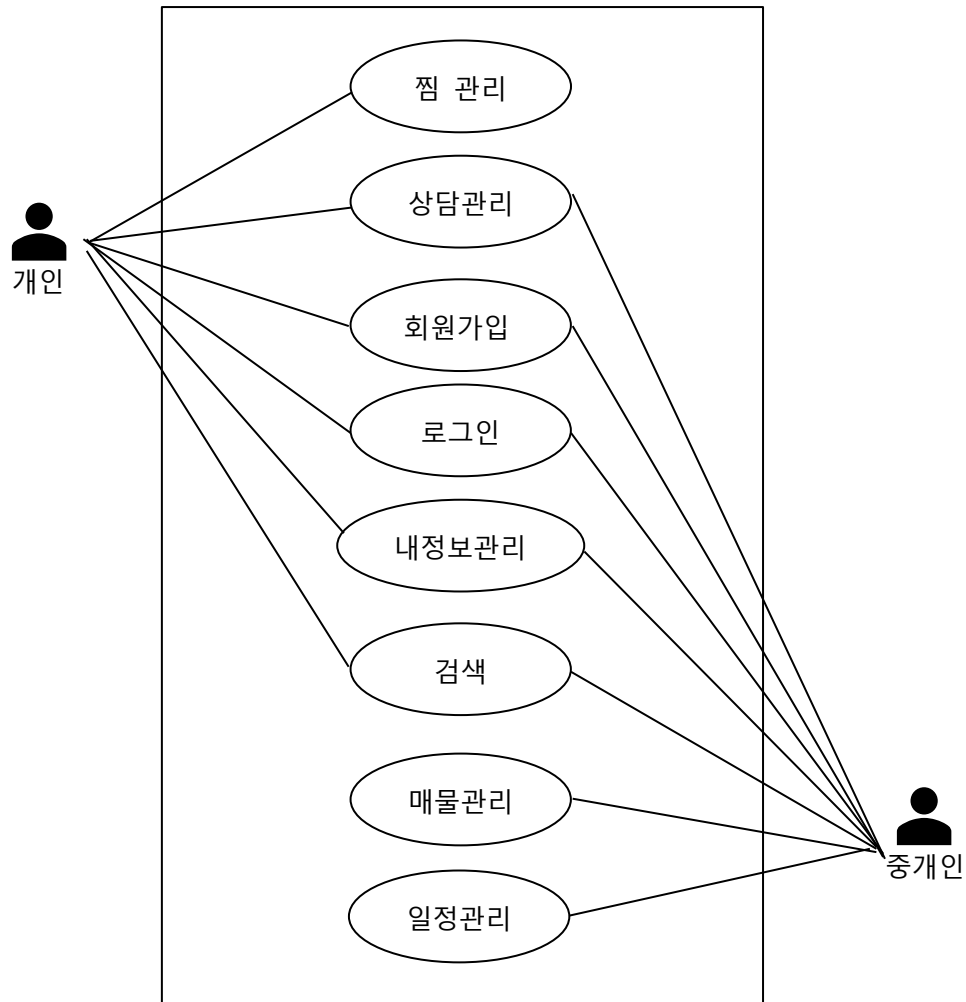 찜 관리
상담관리
개인
회원가입
로그인
내정보관리
검색
매물관리
중개인
일정관리